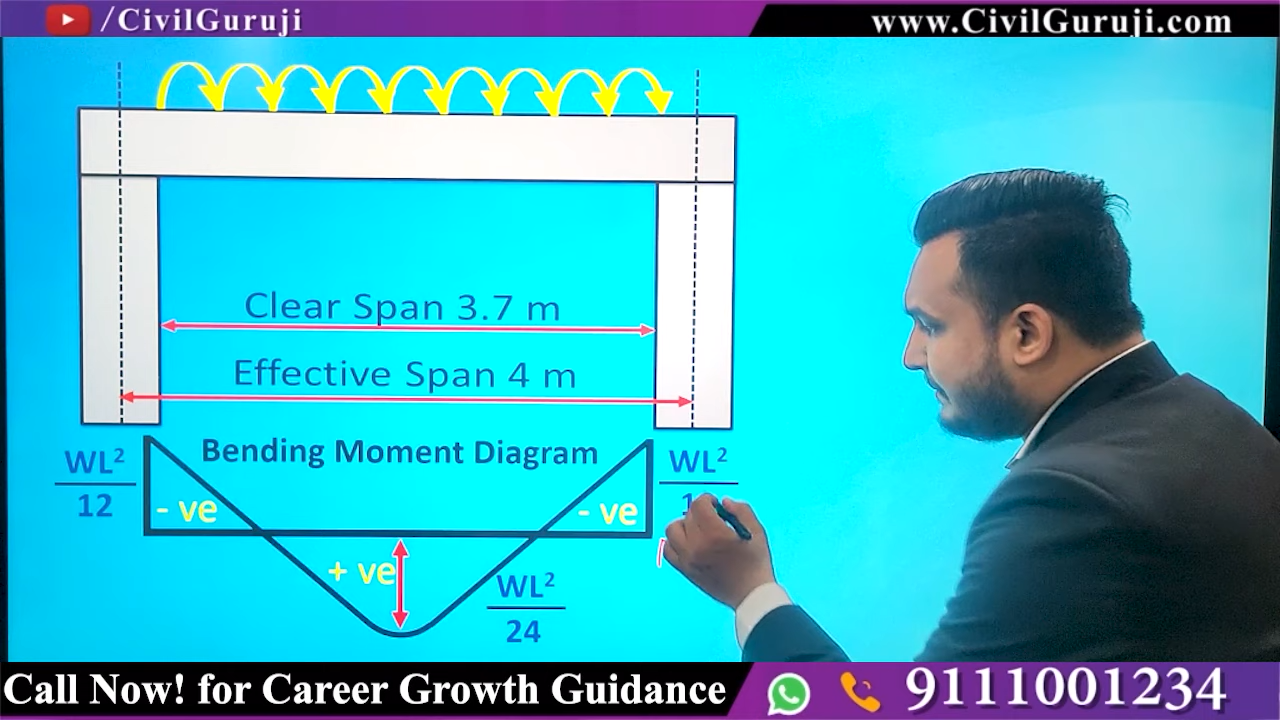 /CivilGuruji
www.CivilGuruji.com
Clear Span 3.7 m
Effective Span 4 m
Bending Moment Diagram
WL²
12
WL²
- ve
- ve
+ ve
WL²
24
Call Now! for Career Growth Guidance
9111001234